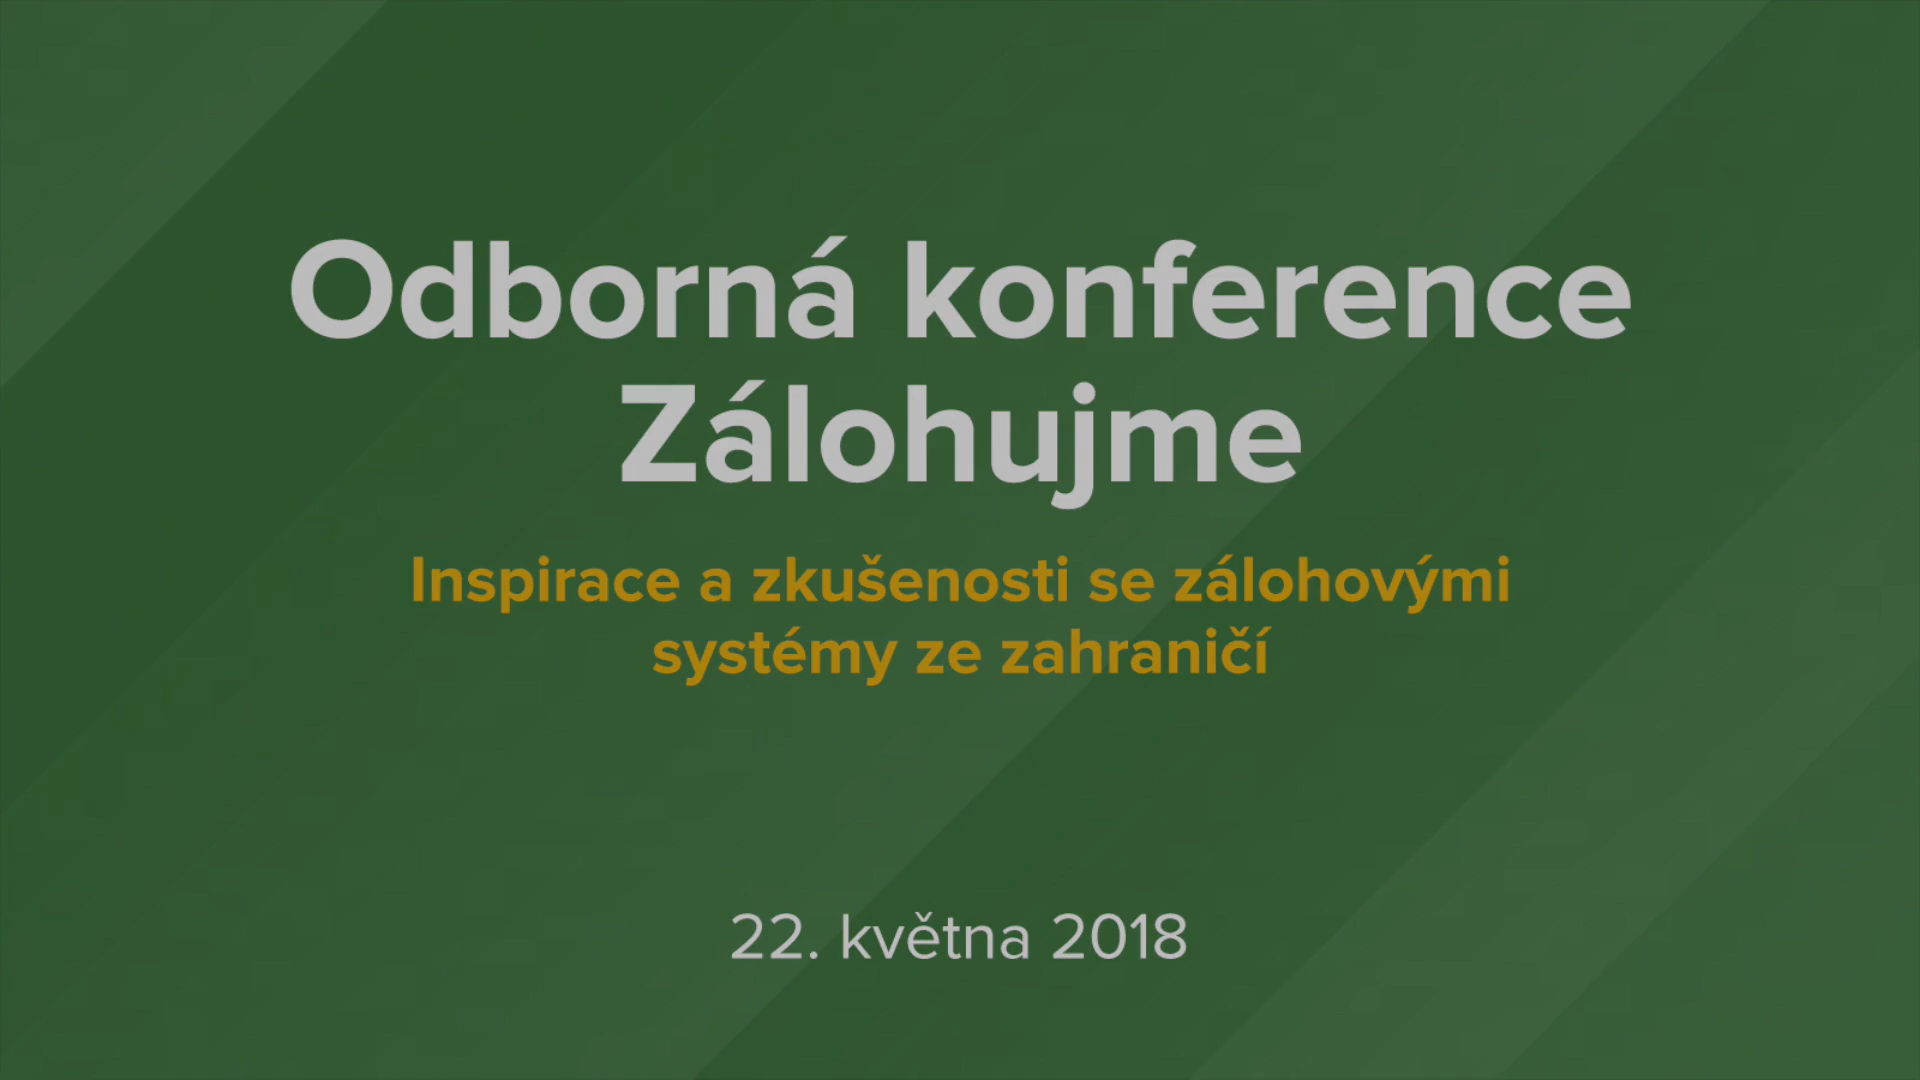 Odborná konference
Zálohujme
Inspirace a zkušenosti se zálohovými
systémy ze zahraničí
22. května 2018